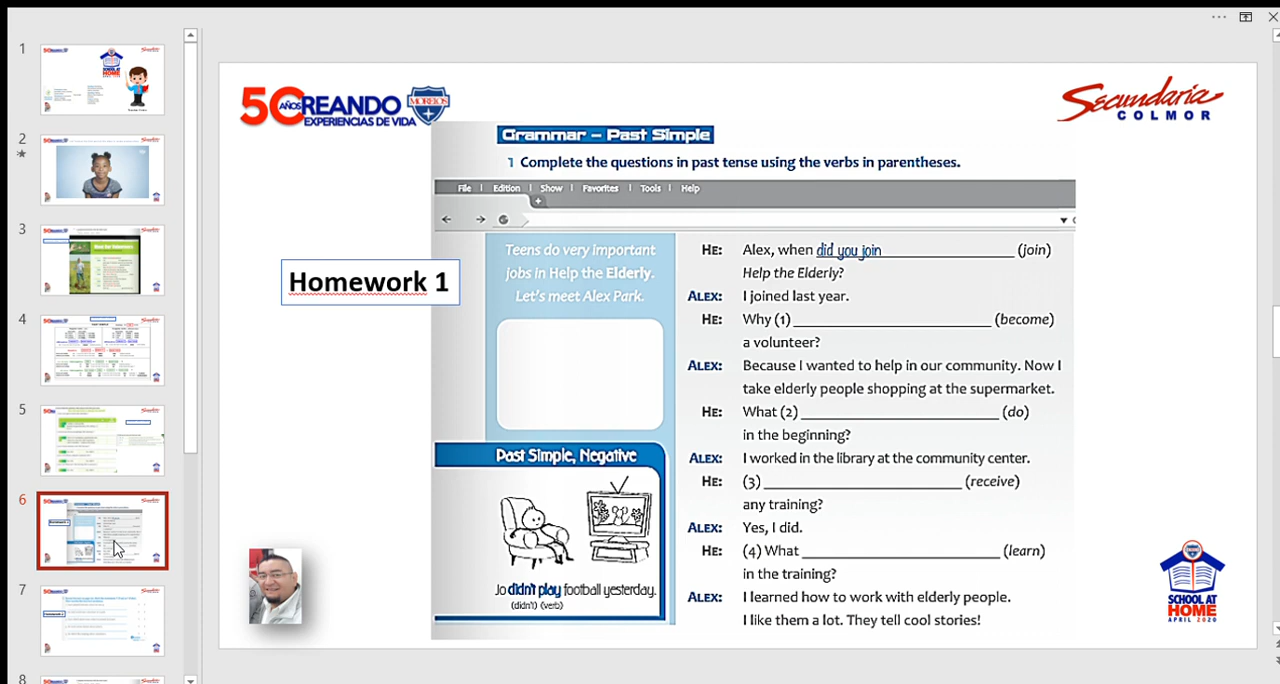 1
2
3
4
5
6
7
8
50 AÑOS CREANDO
EXPERIENCIAS DE VIDA
MORELOS
Secundaria
COLMOR
Grammar – Past Simple
1 Complete the questions in past tense using the verbs in parentheses.
File | Edition | Show | Favorites | Tools | Help
Teens do very important
jobs in Help the Elderly.
Let's meet Alex Park.
Homework 1
HE: Alex, when did you join (join)
Help the Elderly?
ALEX: I joined last year.
HE: Why (1) (become)
a volunteer?
ALEX: Because I wanted to help in our community. Now I
take elderly people shopping at the supermarket.
HE: What (2) (do)
in the beginning?
ALEX: I worked in the library at the community center.
HE: (3) (receive)
any training?
ALEX: Yes, I did.
HE: (4) What (learn)
in the training?
ALEX: I learned how to work with elderly people.
I like them a lot. They tell cool stories!
Past Simple, Negative
Jo didn't play football yesterday.
(didn't) (verb)
SCHOOL AT
HOME
APRIL 2020